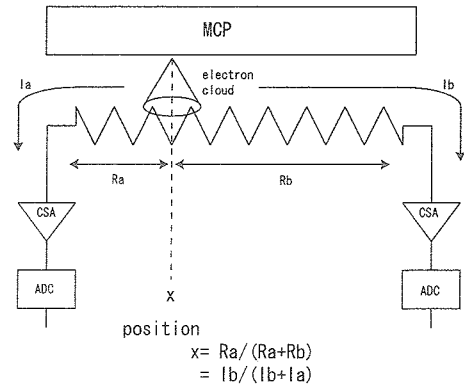 MCP
Ia
electron
cloud
Ib
Ra
Rb
CSA
CSA
ADC
ADC
x
position
x= Ra/(Ra+Rb)
= Ib/(Ib+Ia)